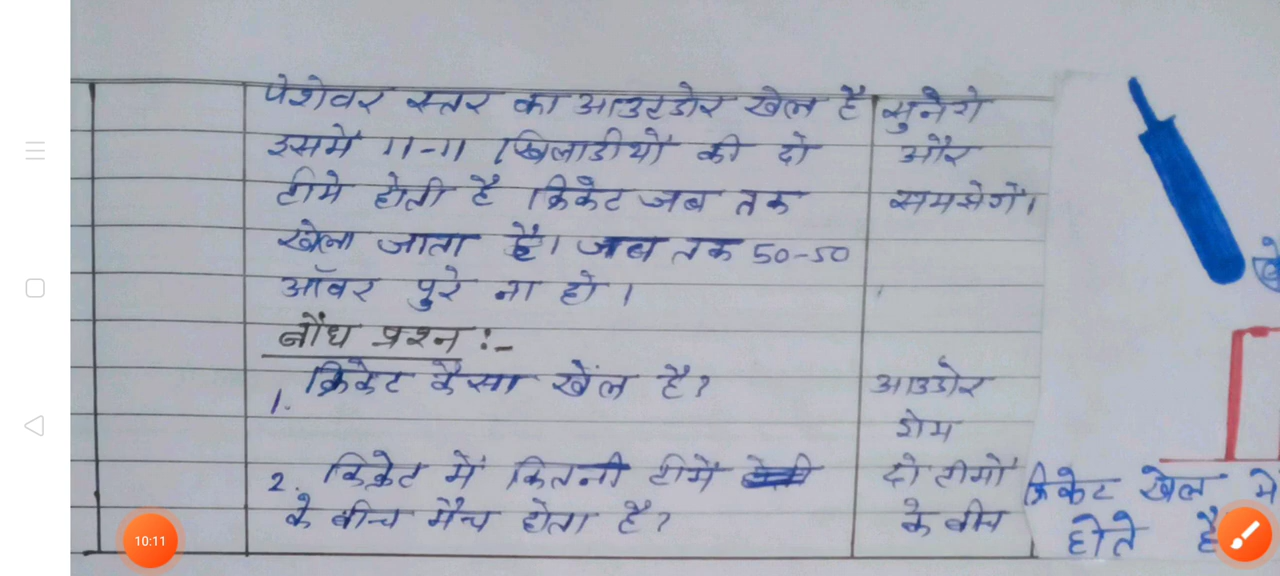 पेशेवर स्तर का आउटडोर खेल है
इसमें 11-11 खिलाडीयों की दो
टीमे होती है क्रिकेट जब तक
खेला जाता है। जब तक 50-50
ऑवर पुरे ना हो।
बौध प्रश्न :-
1. क्रिकेट कैसा खेंल है?
2. क्रिकेट में कितनी टीमें
के बीच मैच होता है?
सुनेगे
और
समझेगें।
आउडोर
गेम
दो टीमों
के बीच
क्रिकेट खेल में
होते है
10:11